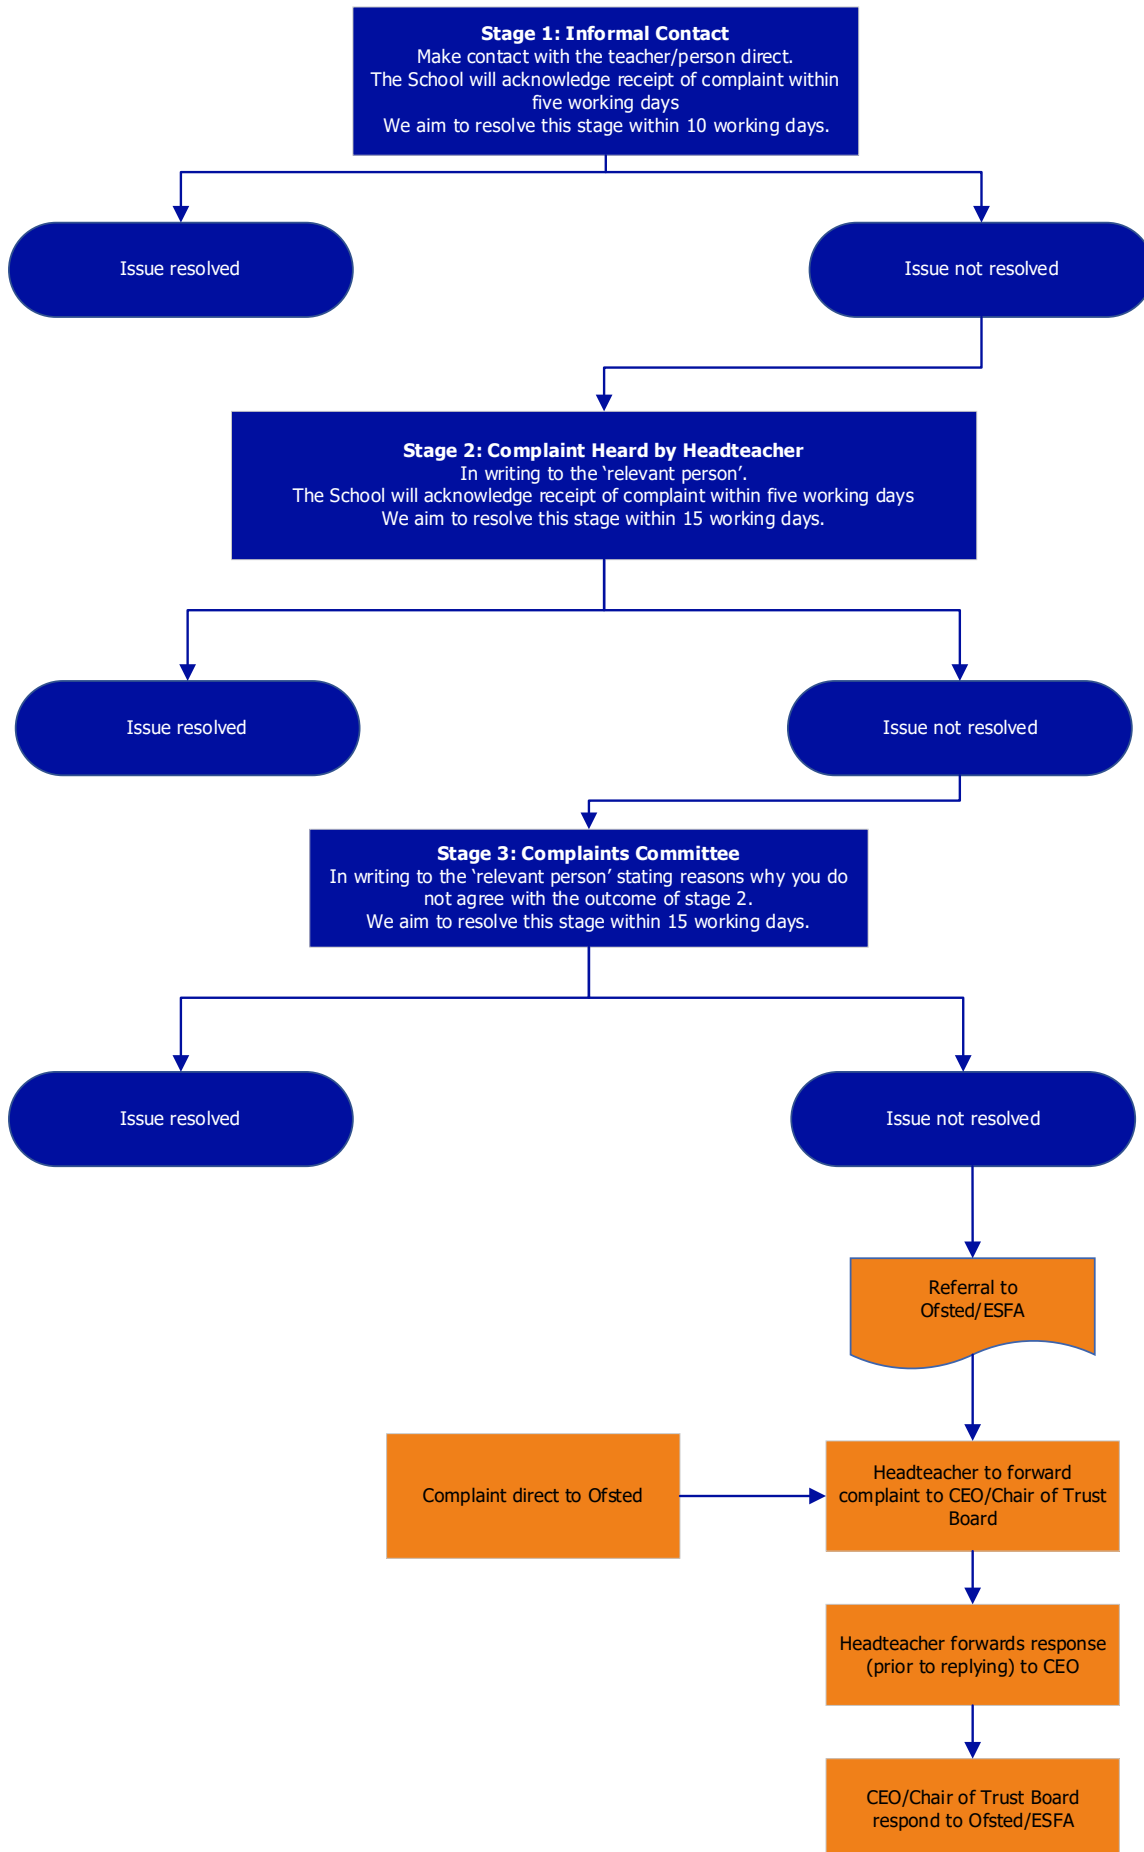 Stage 1: Informal Contact
Make contact with the teacher/person direct.
The School will acknowledge receipt of complaint within
five working days
We aim to resolve this stage within 10 working days.
Issue resolved
Issue not resolved
Stage 2: Complaint Heard by Headteacher
In writing to the ‘relevant person’.
The School will acknowledge receipt of complaint within five working days
We aim to resolve this stage within 15 working days.
Issue resolved
Issue not resolved
Stage 3: Complaints Committee
In writing to the ‘relevant person’ stating reasons why you do
not agree with the outcome of stage 2.
We aim to resolve this stage within 15 working days.
Issue resolved
Issue not resolved
Referral to
Ofsted/ESFA
Complaint direct to Ofsted
Headteacher to forward
complaint to CEO/Chair of Trust
Board
Headteacher forwards response
(prior to replying) to CEO
CEO/Chair of Trust Board
respond to Ofsted/ESFA